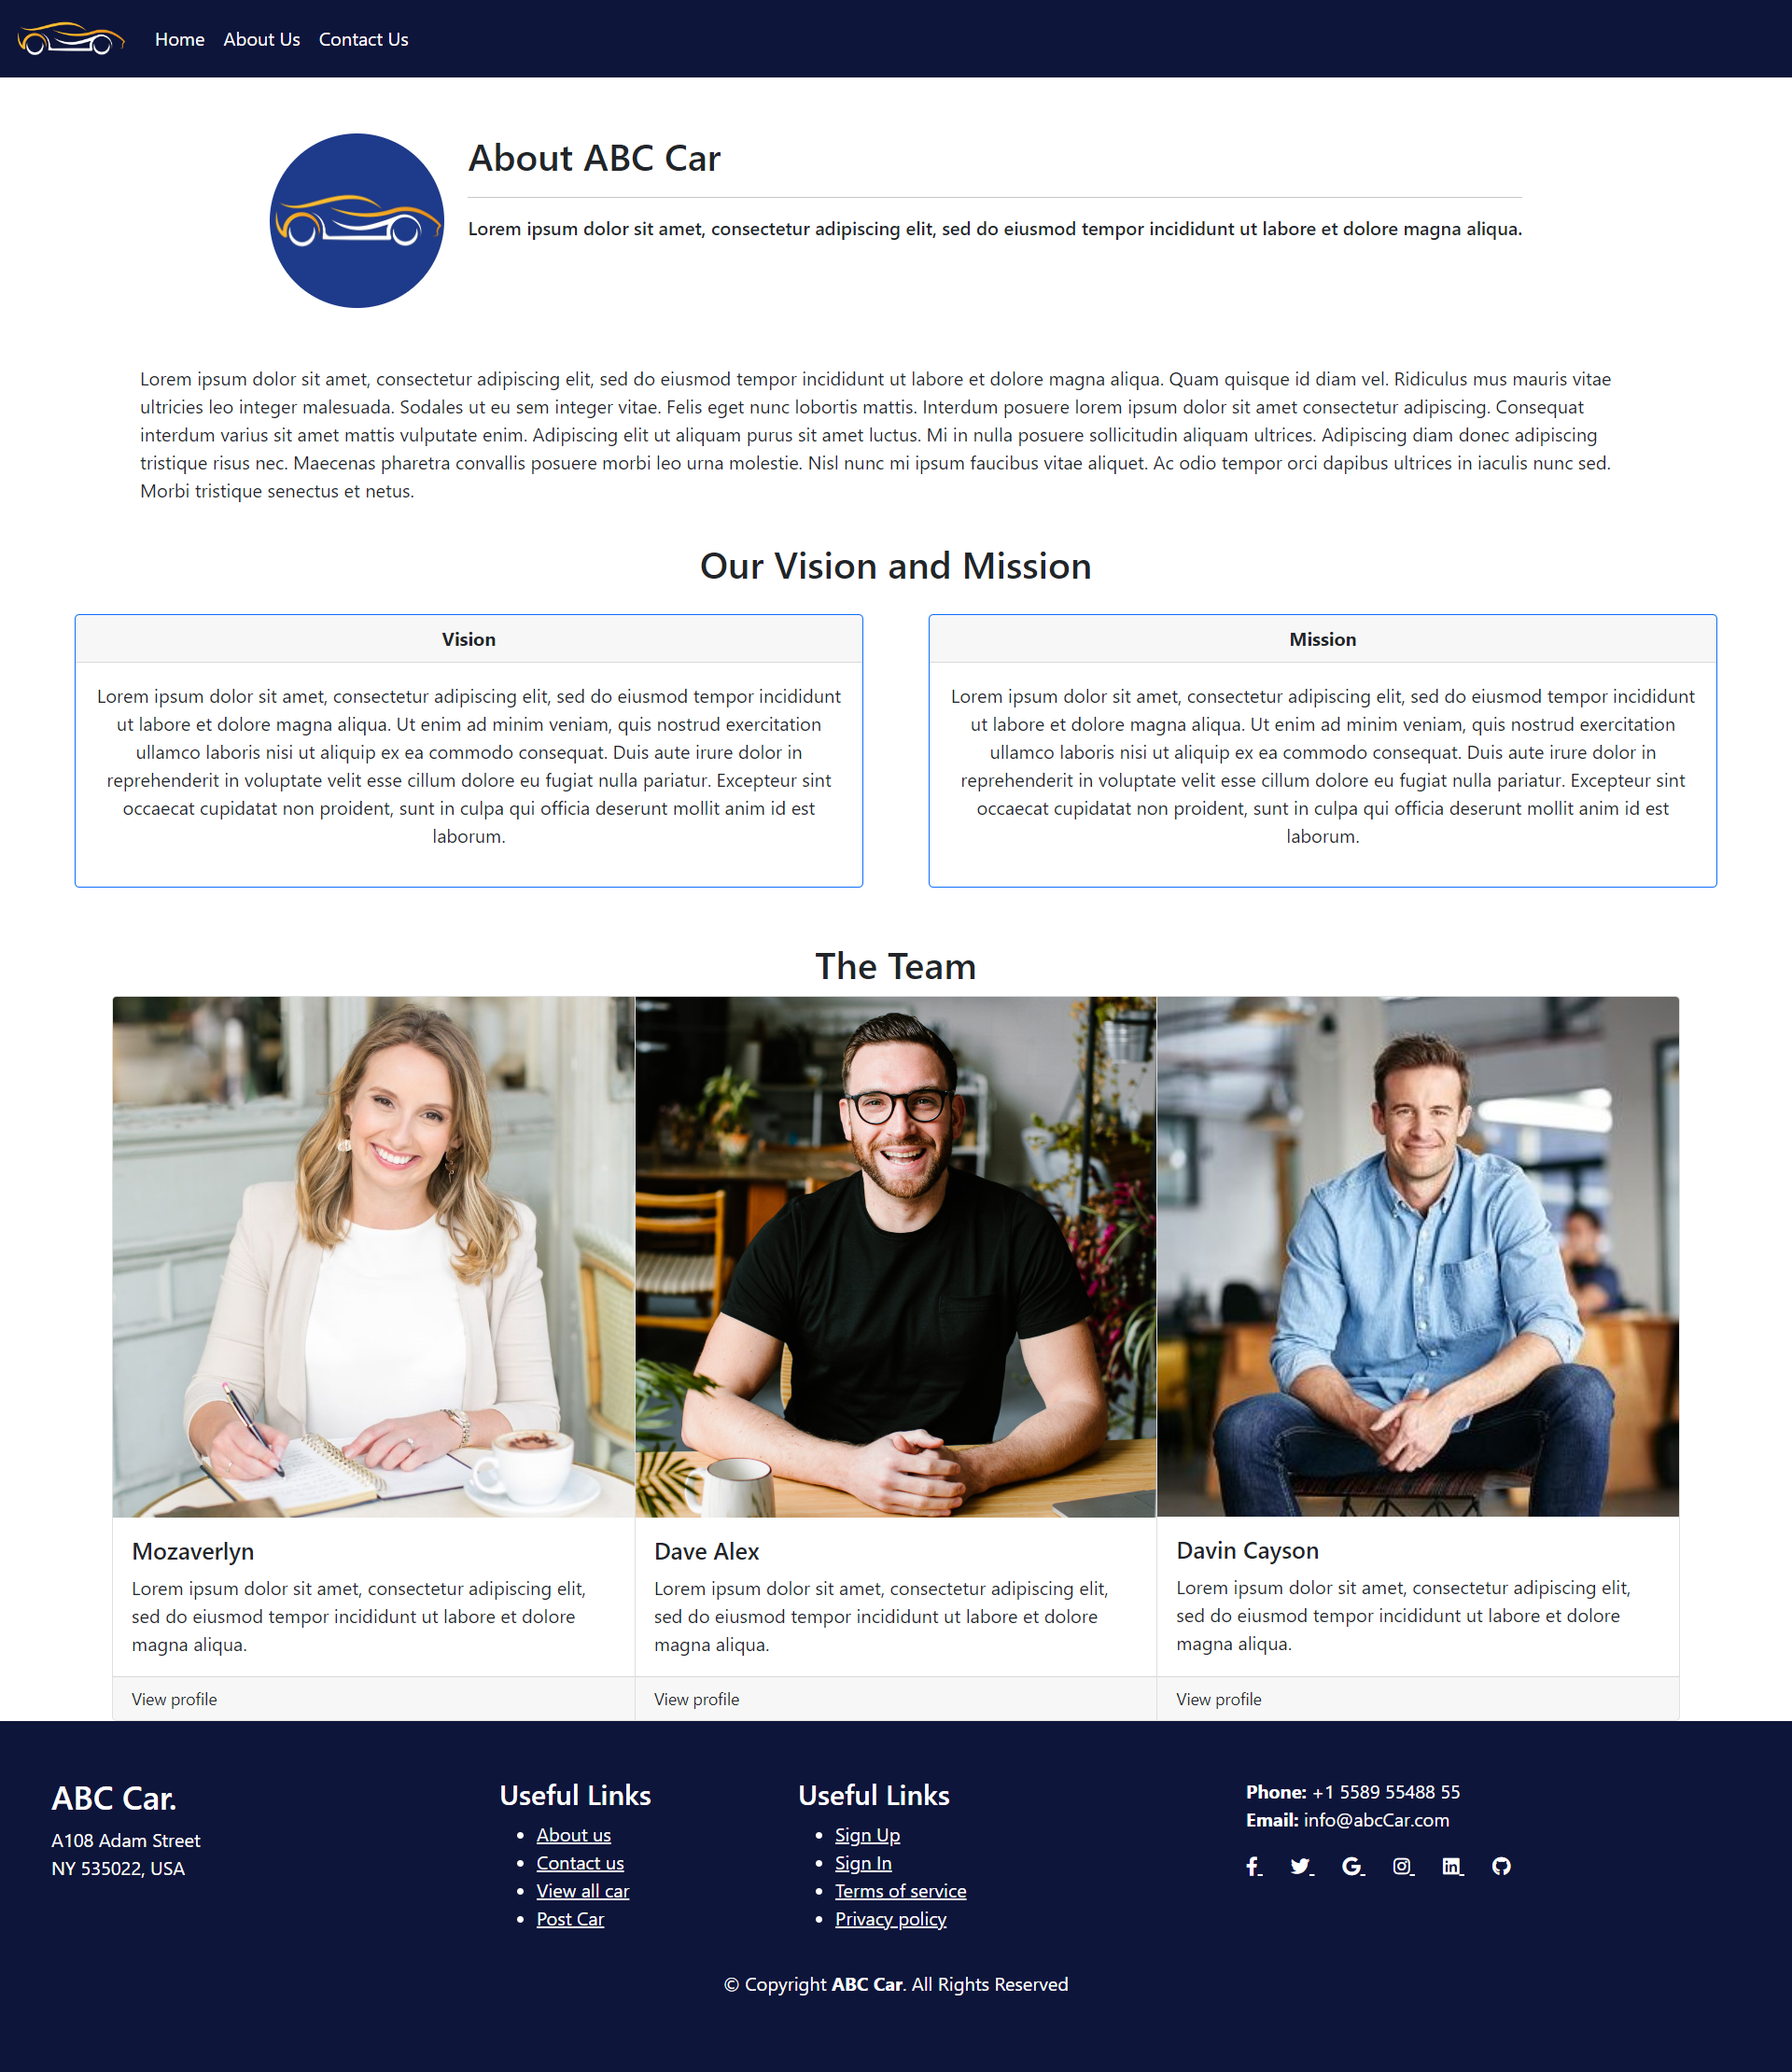 Home About Us Contact Us
About ABC Car
Lorem ipsum dolor sit amet, consectetur adipiscing elit, sed do eiusmod tempor incididunt ut labore et dolore magna aliqua.
Lorem ipsum dolor sit amet, consectetur adipiscing elit, sed do eiusmod tempor incididunt ut labore et dolore magna aliqua. Quam quisque id diam vel. Ridiculus mus mauris vitae
ultricies leo integer malesuada. Sodales ut eu sem integer vitae. Felis eget nunc lobortis mattis. Interdum posuere lorem ipsum dolor sit amet consectetur adipiscing. Consequat
interdum varius sit amet mattis vulputate enim. Adipiscing elit ut aliquam purus sit amet luctus. Mi in nulla posuere sollicitudin aliquam ultrices. Adipiscing diam donec adipiscing
tristique risus nec. Maecenas pharetra convallis posuere morbi leo urna molestie. Nisl nunc mi ipsum faucibus vitae aliquet. Ac odio tempor orci dapibus ultrices in iaculis nunc sed.
Morbi tristique senectus et netus.
Our Vision and Mission
Vision
Lorem ipsum dolor sit amet, consectetur adipiscing elit, sed do eiusmod tempor incididunt
ut labore et dolore magna aliqua. Ut enim ad minim veniam, quis nostrud exercitation
ullamco laboris nisi ut aliquip ex ea commodo consequat. Duis aute irure dolor in
reprehenderit in voluptate velit esse cillum dolore eu fugiat nulla pariatur. Excepteur sint
occaecat cupidatat non proident, sunt in culpa qui officia deserunt mollit anim id est
laborum.
Mission
Lorem ipsum dolor sit amet, consectetur adipiscing elit, sed do eiusmod tempor incididunt
ut labore et dolore magna aliqua. Ut enim ad minim veniam, quis nostrud exercitation
ullamco laboris nisi ut aliquip ex ea commodo consequat. Duis aute irure dolor in
reprehenderit in voluptate velit esse cillum dolore eu fugiat nulla pariatur. Excepteur sint
occaecat cupidatat non proident, sunt in culpa qui officia deserunt mollit anim id est
laborum.
The Team
Mozaverlyn
Lorem ipsum dolor sit amet, consectetur adipiscing elit,
sed do eiusmod tempor incididunt ut labore et dolore
magna aliqua.
View profile
Dave Alex
Lorem ipsum dolor sit amet, consectetur adipiscing elit,
sed do eiusmod tempor incididunt ut labore et dolore
magna aliqua.
View profile
Davin Cayson
Lorem ipsum dolor sit amet, consectetur adipiscing elit,
sed do eiusmod tempor incididunt ut labore et dolore
magna aliqua.
View profile
ABC Car.
A108 Adam Street
NY 535022, USA
Useful Links
About us
Contact us
View all car
Post Car
Useful Links
Sign Up
Sign In
Terms of service
Privacy policy
Phone: +1 5589 55488 55
Email: info@abcCar.com
© Copyright ABC Car. All Rights Reserved